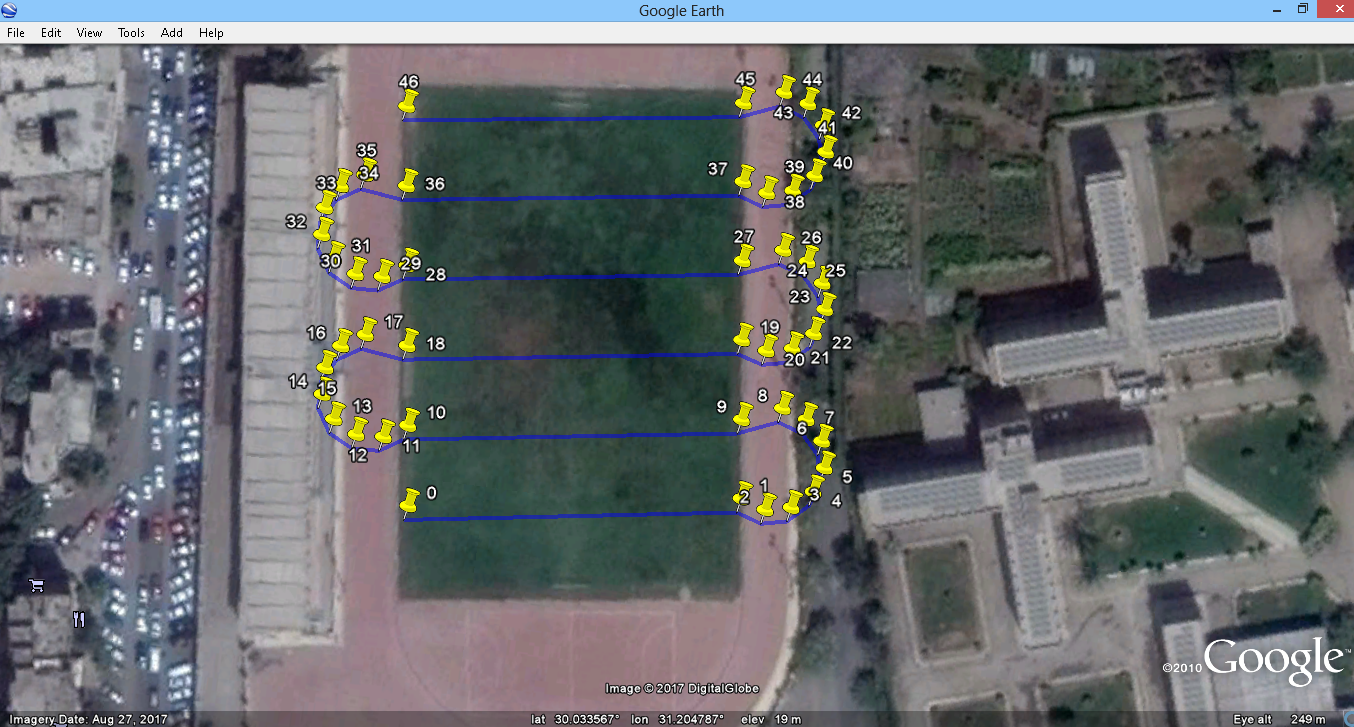 Google Earth
File Edit View Tools Add Help
46 45 44
43 42
41
35 34 37 39 40
33 36 38
32 27 26
31 24 25
30 29 28 23
16 17 18 19 22
20 21
14 15 9 8 7
13 10 6
12 11
0 2 1 3 4 5
Image © 2017 DigitalGlobe
©2010 Google™
Imagery Date: Aug 27, 2017 lat 30.033567° lon 31.204787° elev 19 m Eye alt 249 m